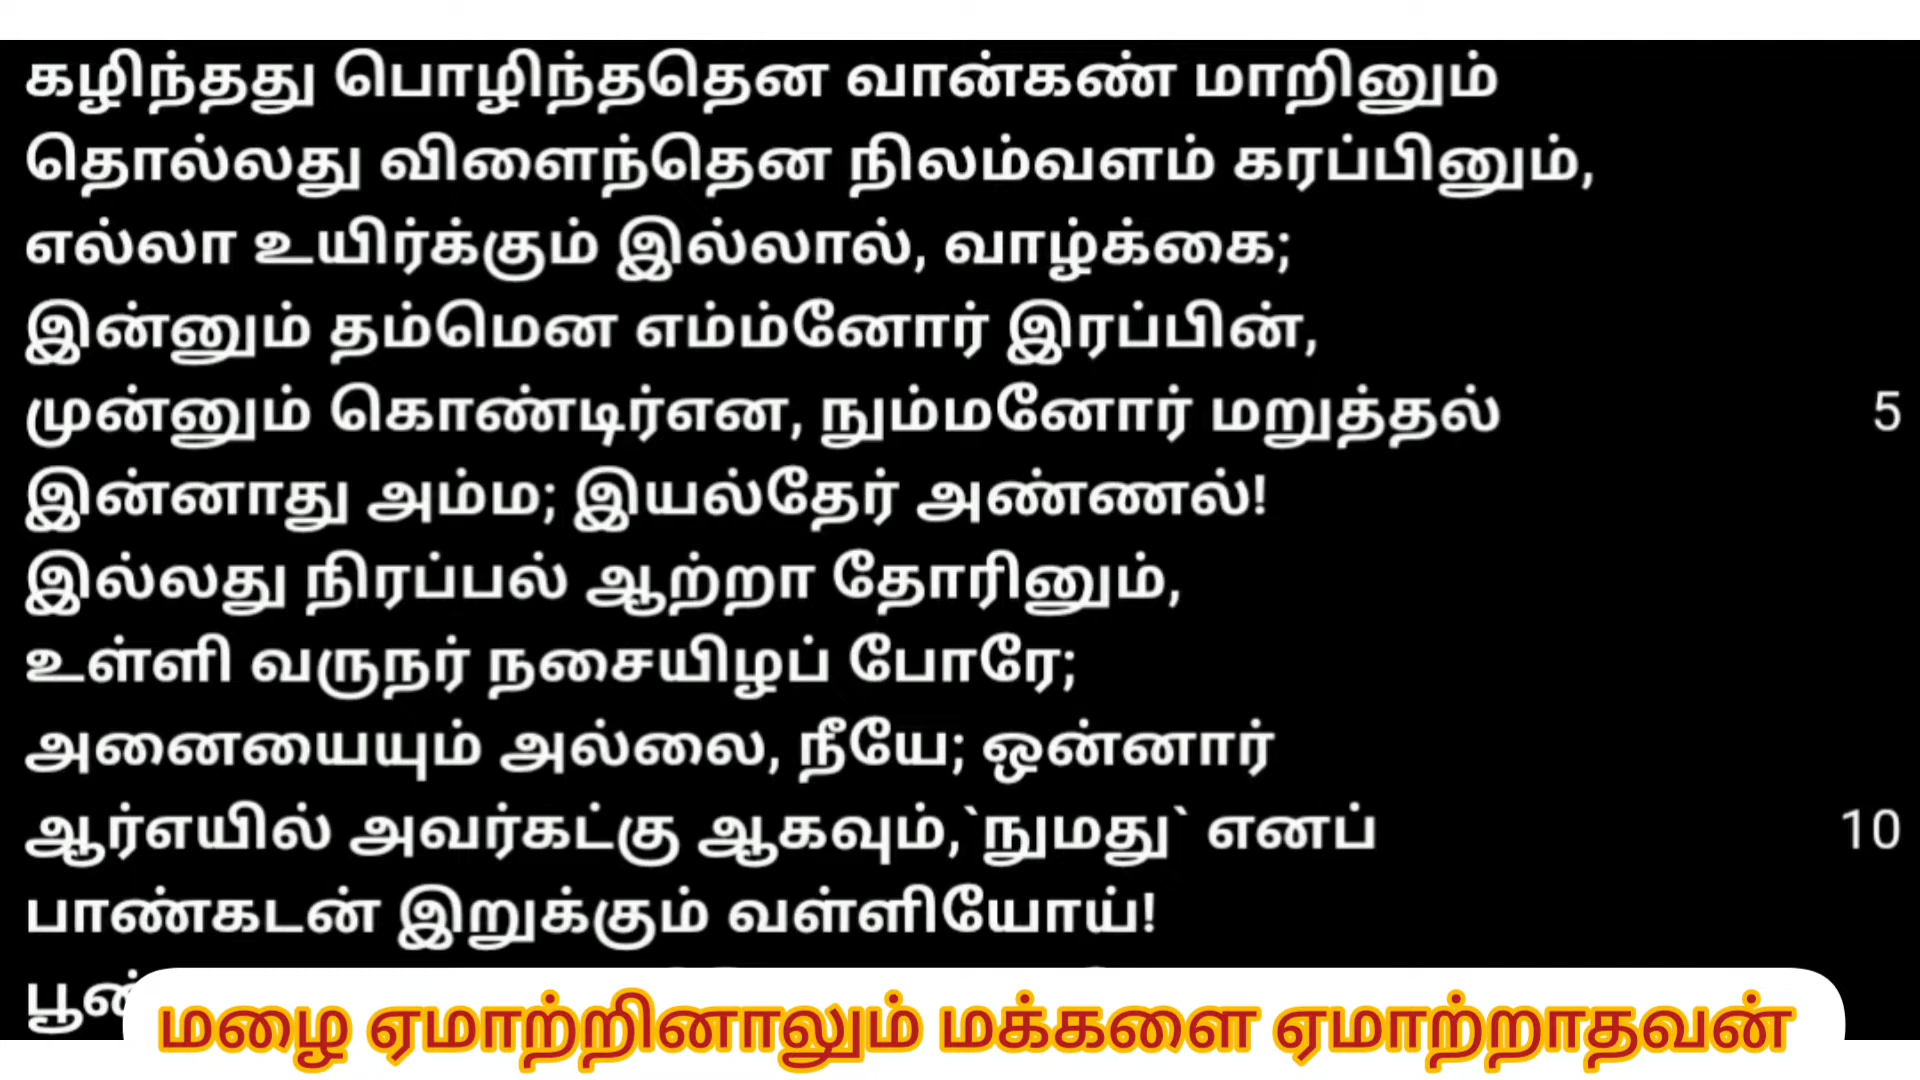 கழிந்தது பொழிந்ததென வான்கண் மாறினும்
தொல்லது விளைந்தென நிலம்வளம் கரப்பினும்,
எல்லா உயிர்க்கும் இல்லால், வாழ்க்கை;
இன்னும் தம்மென எம்ம்னோர் இரப்பின்,
முன்னும் கொண்டிர்என, நும்மனோர் மறுத்தல் 5
இன்னாது அம்ம; இயல்தேர் அண்ணல்!
இல்லது நிரப்பல் ஆற்றா தோரினும்,
உள்ளி வருநர் நசையிழப் போரே;
அனையையும் அல்லை, நீயே; ஒன்னார்
ஆர்எயில் அவர்கட்கு ஆகவும்,`நுமது` எனப் 10
பாண்கடன் இறுக்கும் வள்ளியோய்!
மழை ஏமாற்றினாலும் மக்களை ஏமாற்றாதவன்